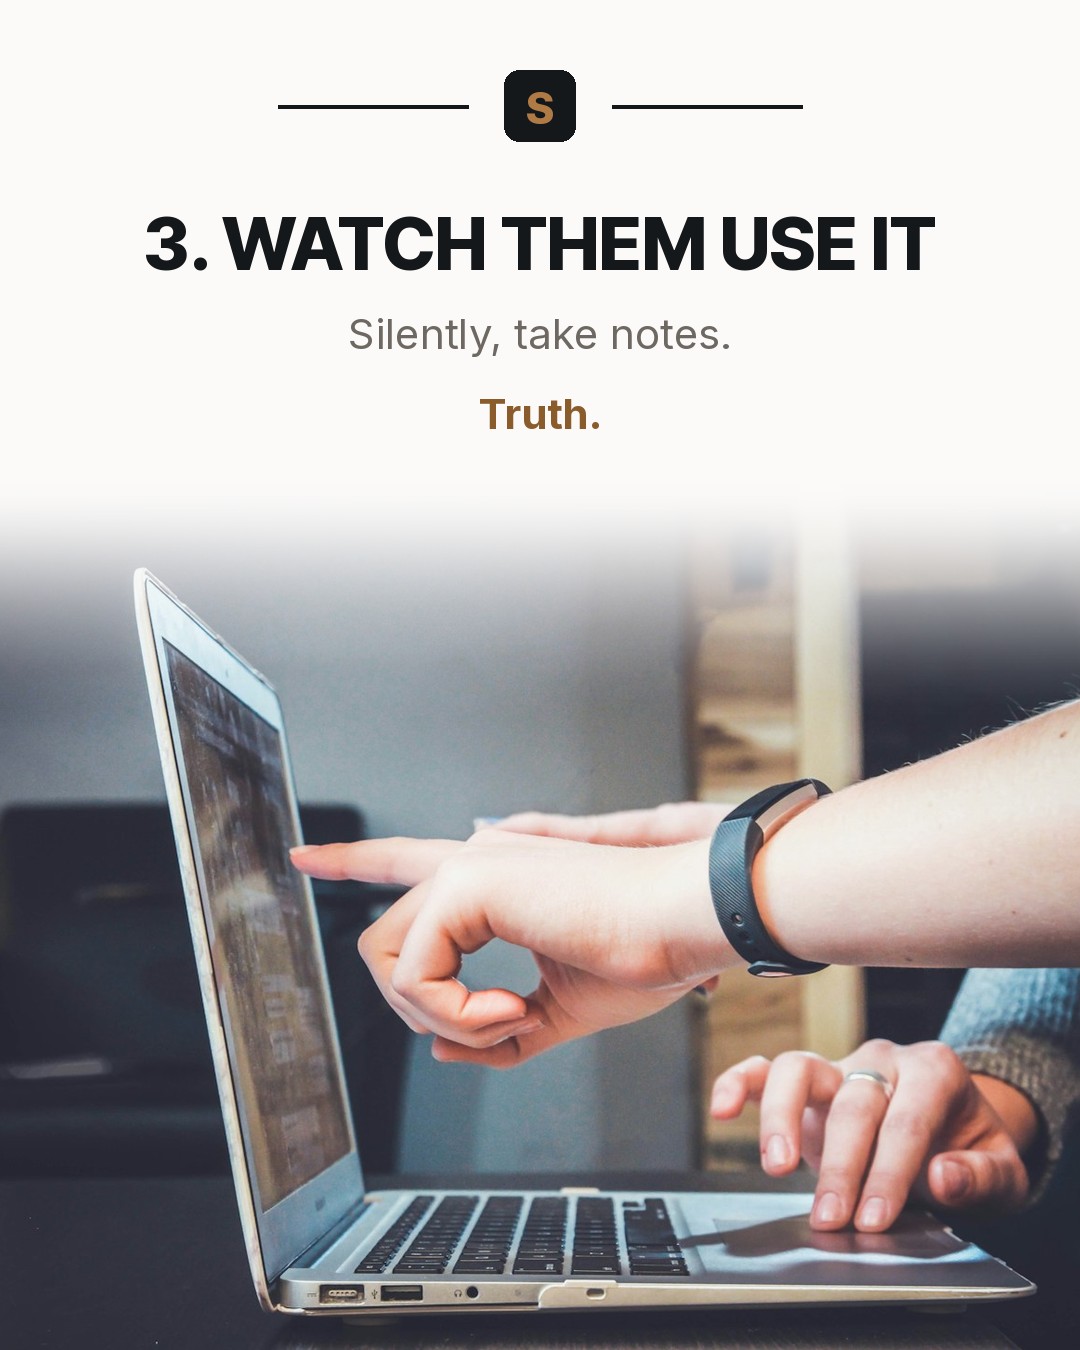 S
3. WATCH THEM USE IT
Silently, take notes.
Truth.